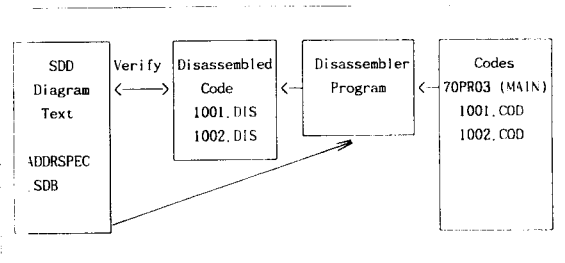 SDD
Diagram
Text
ADDRSPEC
.SDB
Verify
Disassembled
Code
1001.DIS
1002.DIS
Disassembler
Program
Codes
70PR03 (MAIN)
1001.COD
1002.COD